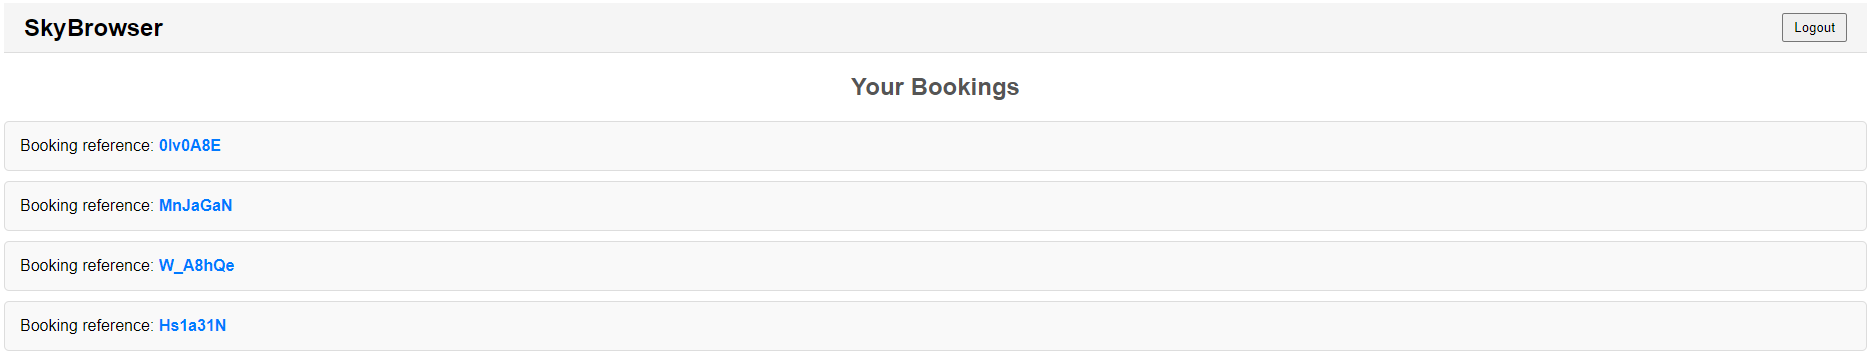 SkyBrowser
Logout
Your Bookings
Booking reference: 0lv0A8E
Booking reference: MnJaGaN
Booking reference: W_A8hQe
Booking reference: Hs1a31N